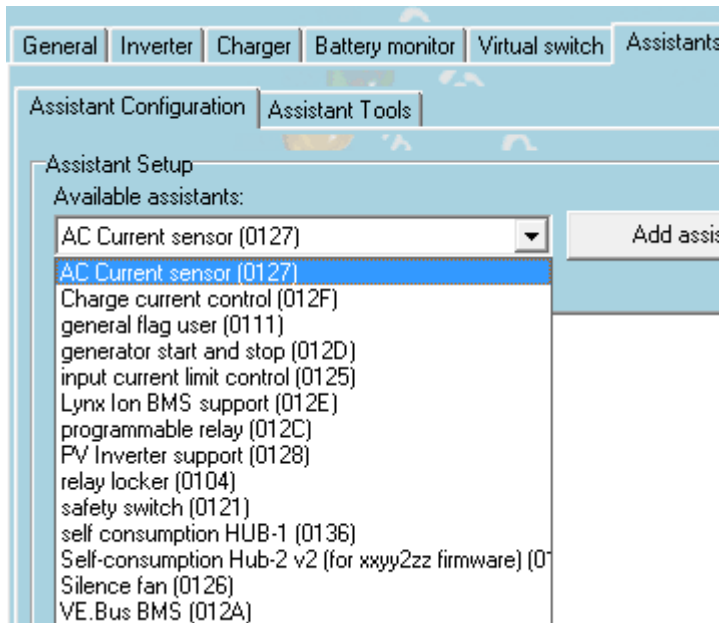 General Inverter Charger Battery monitor Virtual switch Assistants
Assistant Configuration Assistant Tools
Assistant Setup
Available assistants:
AC Current sensor (0127) Add assis
AC Current sensor (0127)
Charge current control (012F)
general flag user (0111)
generator start and stop (012D)
input current limit control (0125)
Lynx Ion BMS support (012E)
programmable relay (012C)
PV Inverter support (0128)
relay locker (0104)
safety switch (0121)
self consumption HUB-1 (0136)
Self-consumption Hub-2 v2 (for xxyy2zz firmware) (0
Silence fan (0126)
VE.Bus BMS (012A)